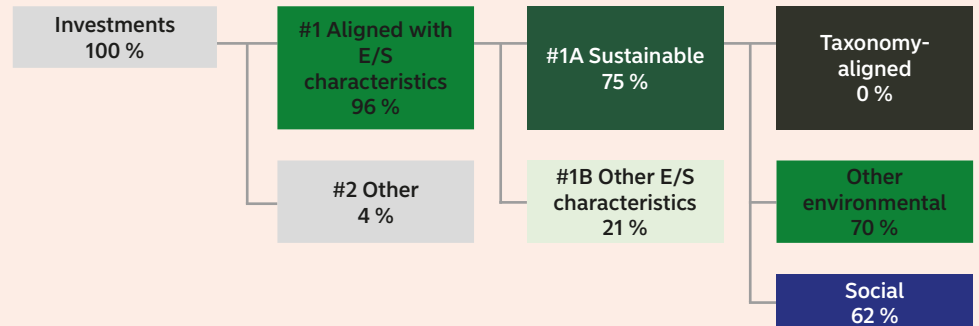 Investments
100 %
#1 Aligned with
E/S
characteristics
96 %
#1A Sustainable
75 %
Taxonomy-
aligned
0 %
#2 Other
4 %
#1B Other E/S
characteristics
21 %
Other
environmental
70 %
Social
62 %